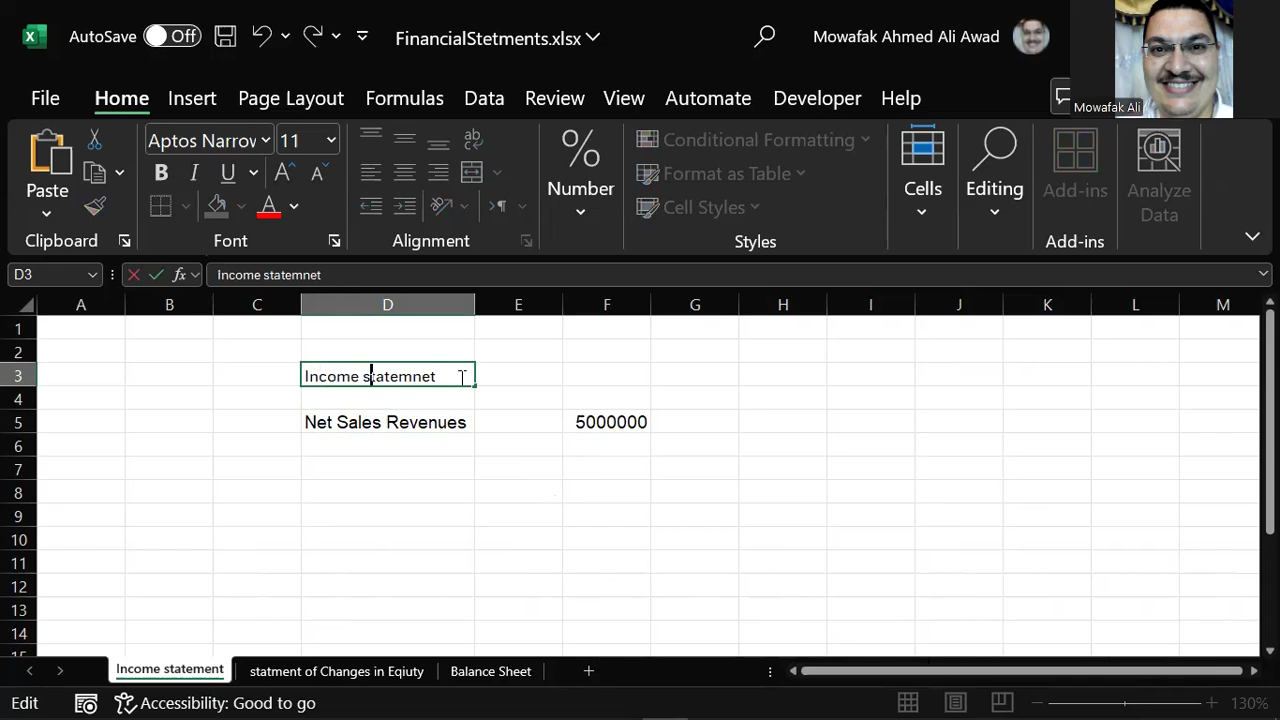 AutoSave Off FinancialStetments.xlsx Mowafak Ahmed Ali Awad
Mowafak Ali
File Home Insert Page Layout Formulas Data Review View Automate Developer Help
Aptos Narrov 11
Paste
B I U A A
A
ab
Number
Conditional Formatting
Format as Table
Cell Styles
Cells
Editing
Add-ins
Analyze
Data
Clipboard Font Alignment Styles Add-ins
D3 fx Income statemnet
A B C D E F G H I J K L M
1
2
3 Income statemnet
4
5 Net Sales Revenues 5000000
6
7
8
9
10
11
12
13
14
15
Income statement statment of Changes in Eqiuty Balance Sheet
Edit Accessibility: Good to go 130%